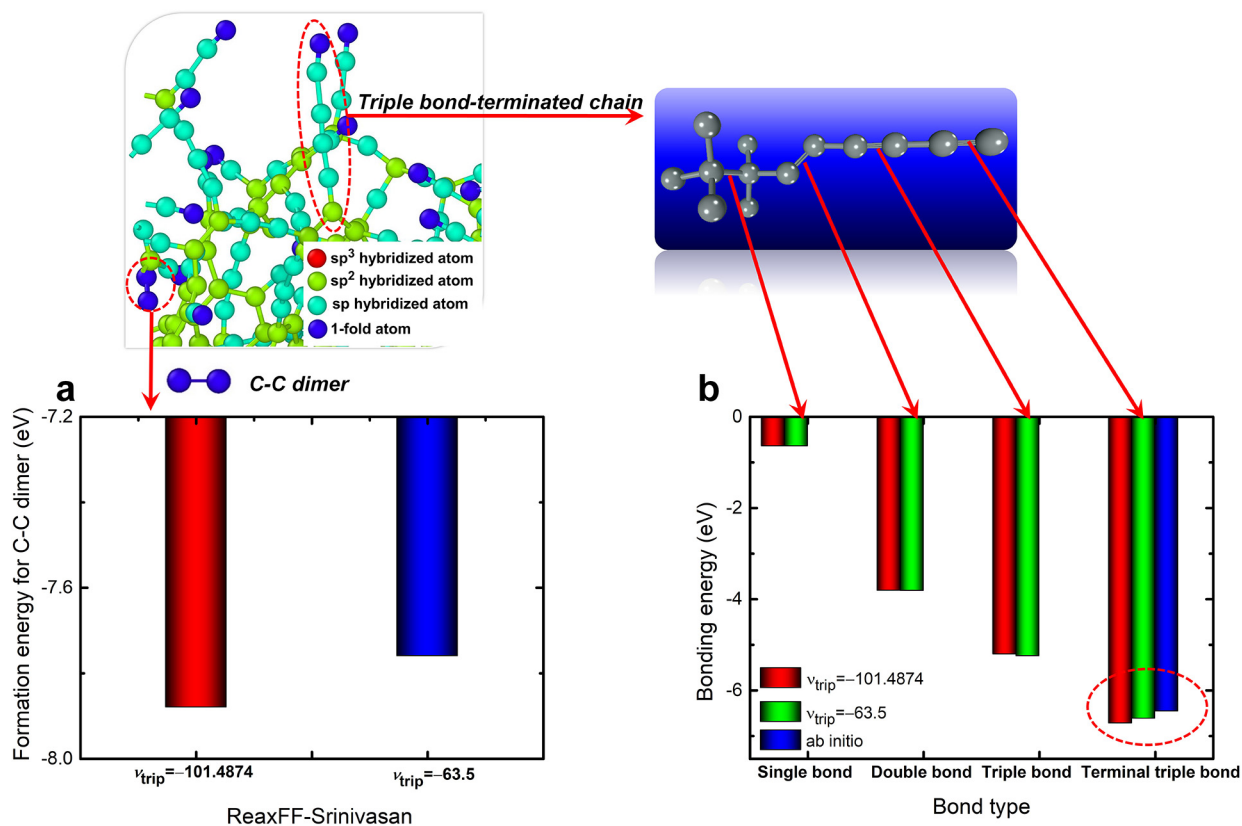 Triple bond-terminated chain
sp³ hybridized atom
sp² hybridized atom
sp hybridized atom
1-fold atom
C-C dimer
a
Formation energy for C-C dimer (eV)
-7.2
-7.6
-8.0
νtrip=−101.4874
νtrip=−63.5
ReaxFF-Srinivasan
b
Bonding energy (eV)
0
-2
-4
-6
νtrip=−101.4874
νtrip=−63.5
ab initio
Single bond
Double bond
Triple bond
Terminal triple bond
Bond type